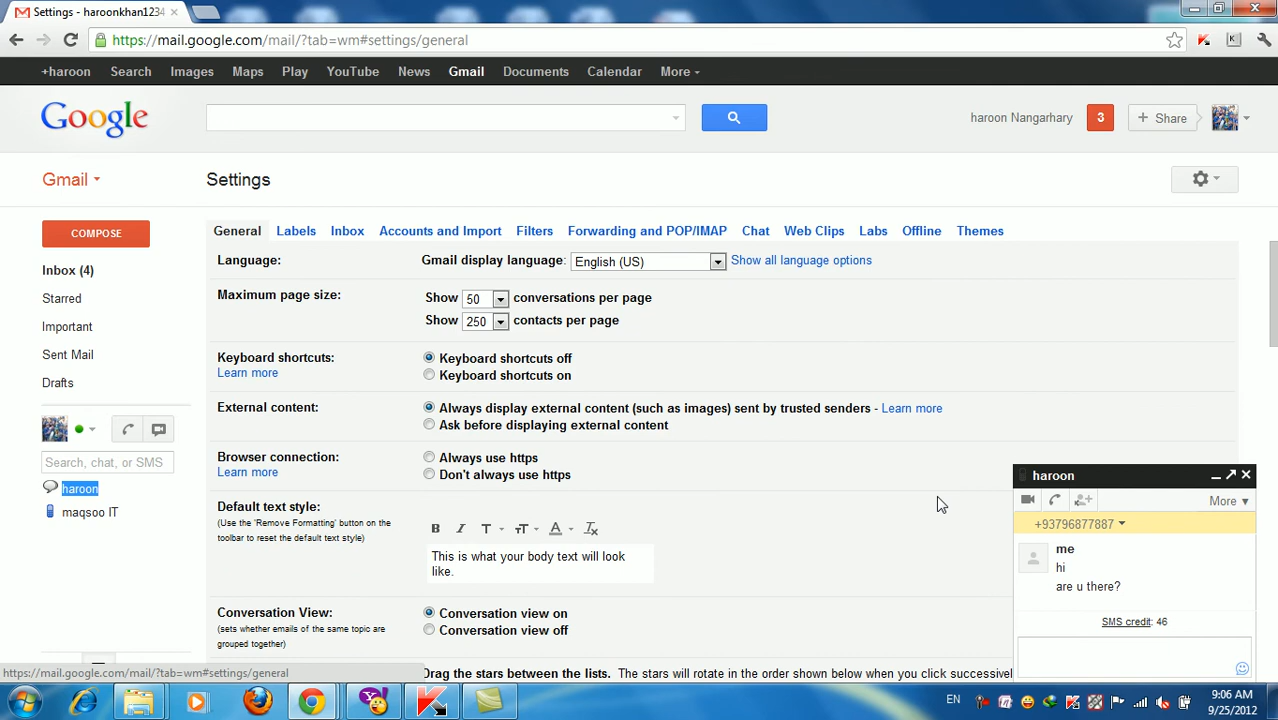 Settings - haroonkhan1234
https://mail.google.com/mail/?tab=wm#settings/general
+haroon Search Images Maps Play YouTube News Gmail Documents Calendar More
Google
haroon Nangarhary 3 + Share
Gmail Settings
COMPOSE
General Labels Inbox Accounts and Import Filters Forwarding and POP/IMAP Chat Web Clips Labs Offline Themes
Inbox (4)
Starred
Important
Sent Mail
Drafts
Search, chat, or SMS
haroon
maqsoo IT
Language: Gmail display language: English (US) Show all language options
Maximum page size: Show 50 conversations per page
Show 250 contacts per page
Keyboard shortcuts: Keyboard shortcuts off
Learn more Keyboard shortcuts on
External content: Always display external content (such as images) sent by trusted senders - Learn more
Ask before displaying external content
Browser connection: Always use https
Learn more Don't always use https
Default text style:
(Use the 'Remove Formatting' button on the
toolbar to reset the default text style)
B I T TT A Tx
This is what your body text will look
like.
Conversation View: Conversation view on
(sets whether emails of the same topic are
grouped together)
Conversation view off
Drag the stars between the lists. The stars will rotate in the order shown below when you click successivel
haroon
More
+93796877887
me
hi
are u there?
SMS credit: 46
https://mail.google.com/mail/?tab=wm#settings/general
EN
9:06 AM
9/25/2012